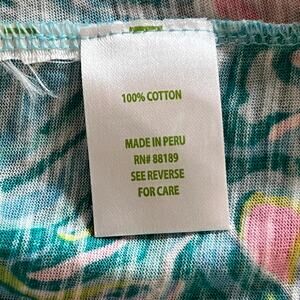 100% COTTON
MADE IN PERU
RN# 88189
SEE REVERSE
FOR CARE